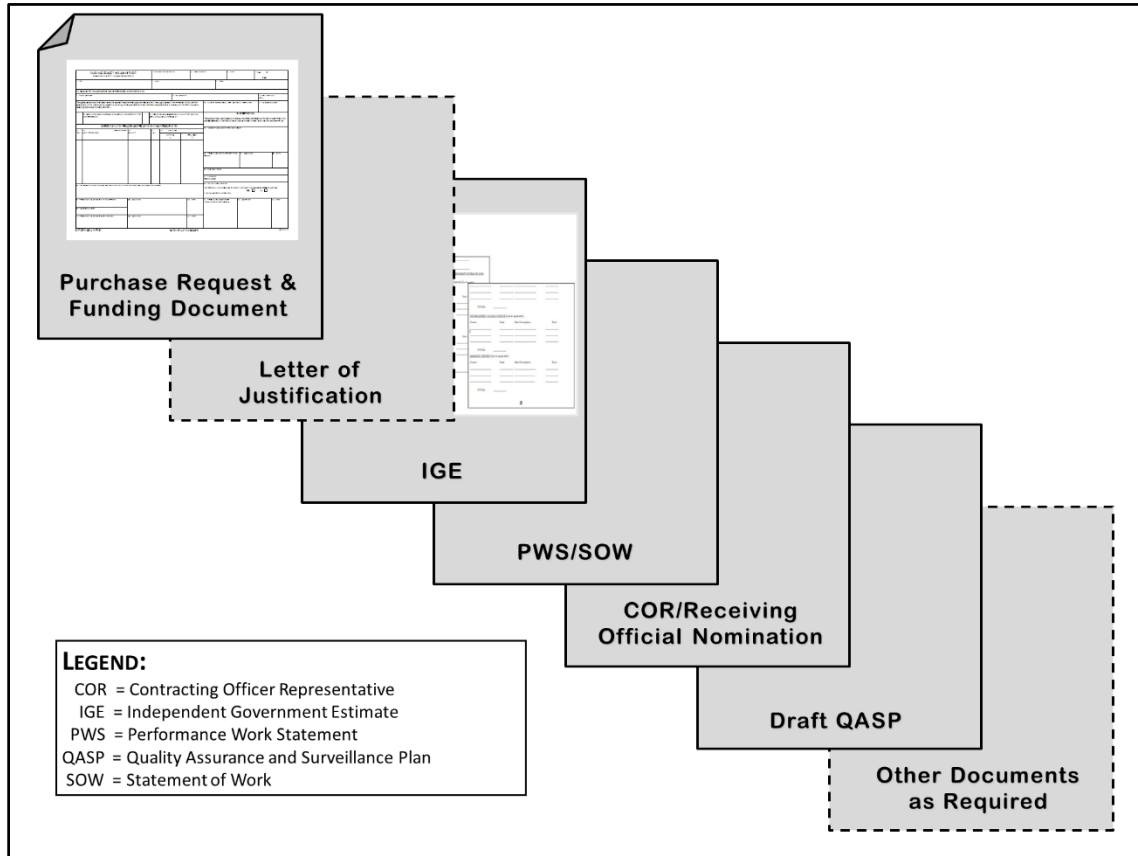 Purchase Request &
Funding Document
Letter of
Justification
IGE
PWS/SOW
COR/Receiving
Official Nomination
Draft QASP
Other Documents
as Required
LEGEND:
COR = Contracting Officer Representative
IGE = Independent Government Estimate
PWS = Performance Work Statement
QASP = Quality Assurance and Surveillance Plan
SOW = Statement of Work